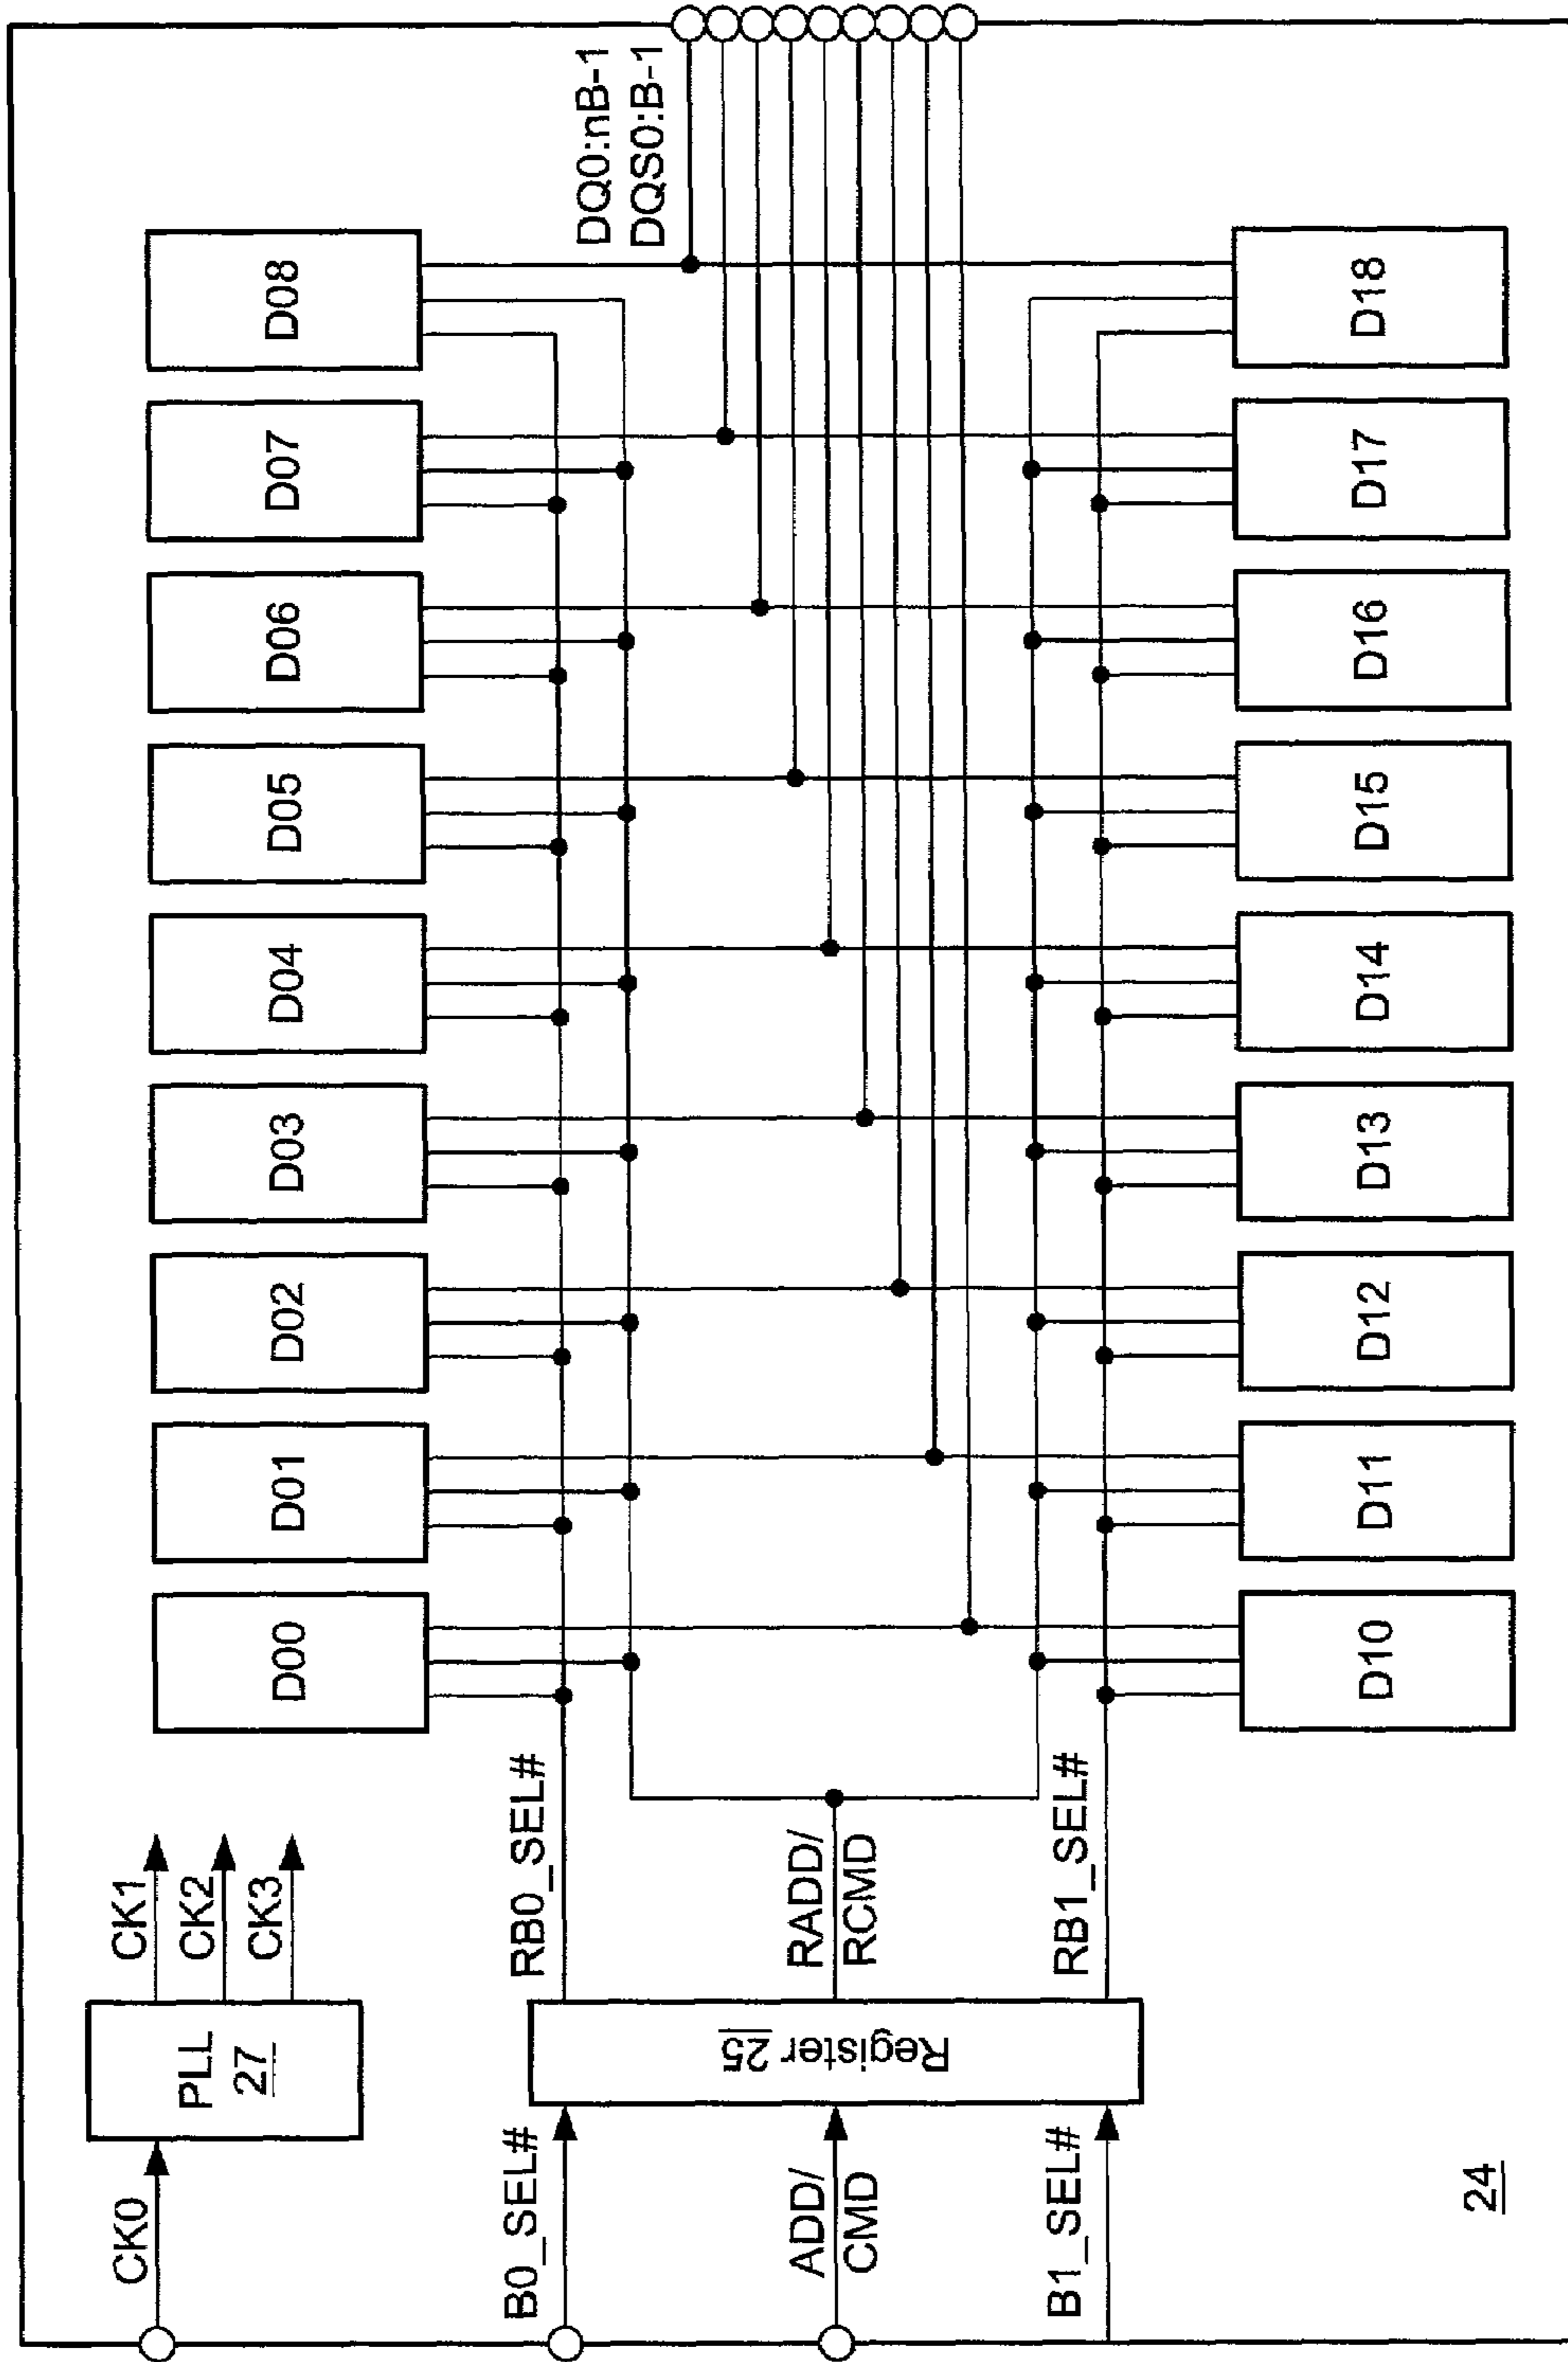 CK0
PLL
27
CK1
CK2
CK3
B0_SEL#
ADD/
CMD
B1_SEL#
Register 25
RB0_SEL#
RADD/
RCMD
RB1_SEL#
D00
D01
D02
D03
D04
D05
D06
D07
D08
D10
D11
D12
D13
D14
D15
D16
D17
D18
DQ0:nB-1
DQS0:B-1
24